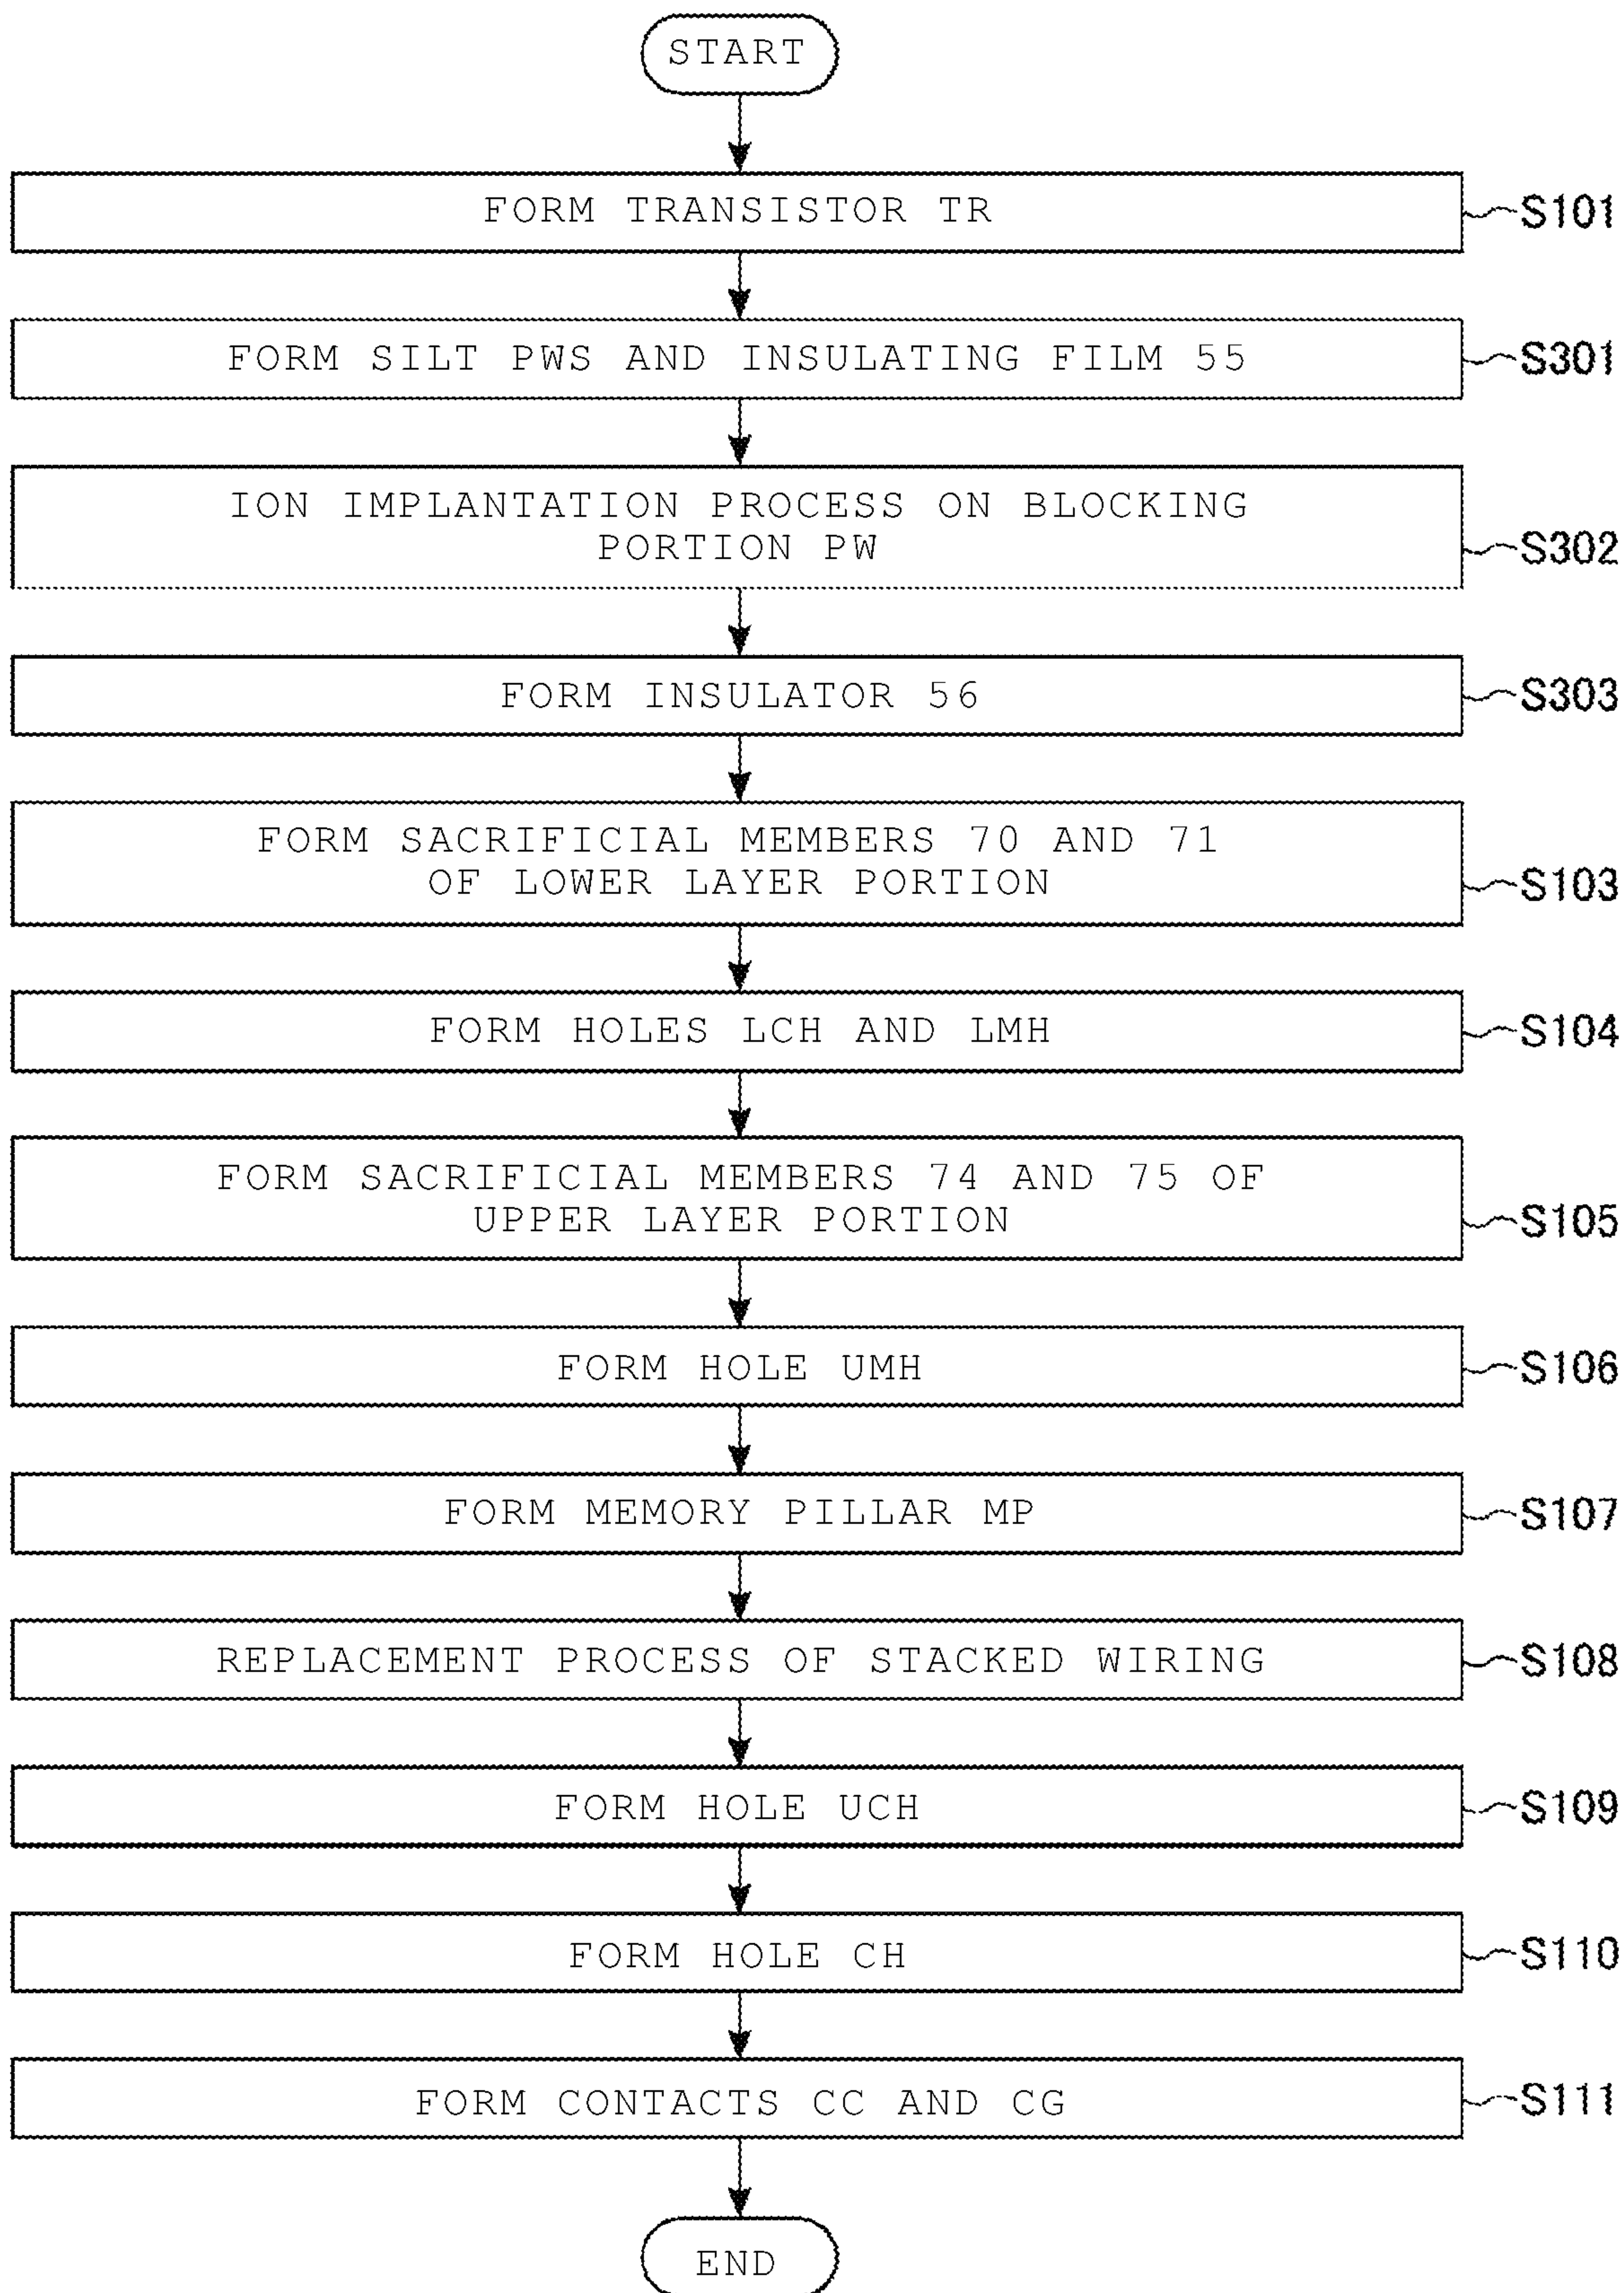 START
FORM TRANSISTOR TR
S101
FORM SILT PWS AND INSULATING FILM 55
S301
ION IMPLANTATION PROCESS ON BLOCKING
PORTION PW
S302
FORM INSULATOR 56
S303
FORM SACRIFICIAL MEMBERS 70 AND 71
OF LOWER LAYER PORTION
S103
FORM HOLES LCH AND LMH
S104
FORM SACRIFICIAL MEMBERS 74 AND 75 OF
UPPER LAYER PORTION
S105
FORM HOLE UMH
S106
FORM MEMORY PILLAR MP
S107
REPLACEMENT PROCESS OF STACKED WIRING
S108
FORM HOLE UCH
S109
FORM HOLE CH
S110
FORM CONTACTS CC AND CG
S111
END